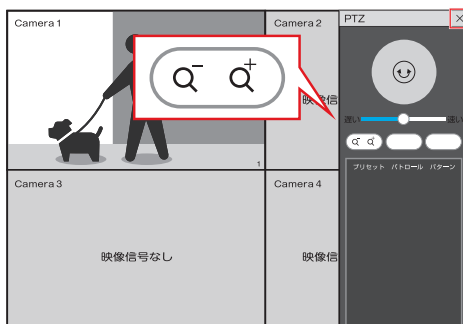 Camera 1
Camera 2
PTZ
映像信
遅い
速い
1
プリセット パトロール パターン
Camera 3
Camera 4
映像信号なし
映像信